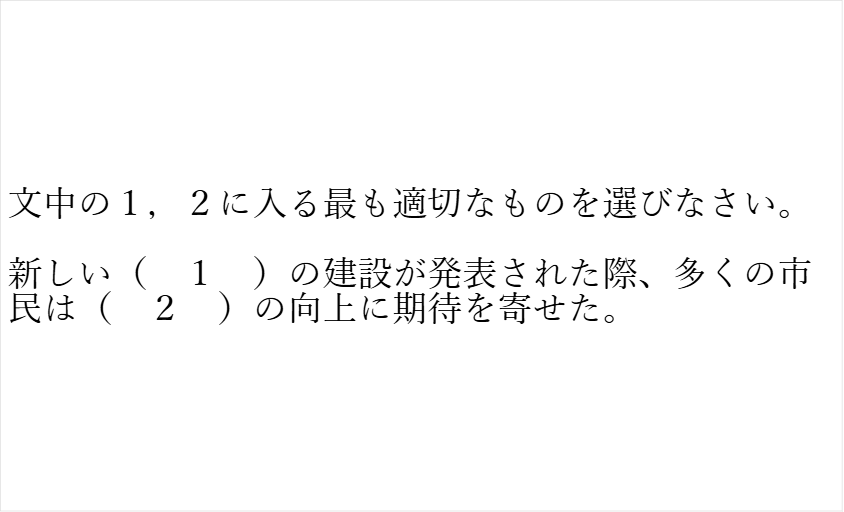 文中の１，２に入る最も適切なものを選びなさい。
新しい（　１　）の建設が発表された際、多くの市
民は（　２　）の向上に期待を寄せた。